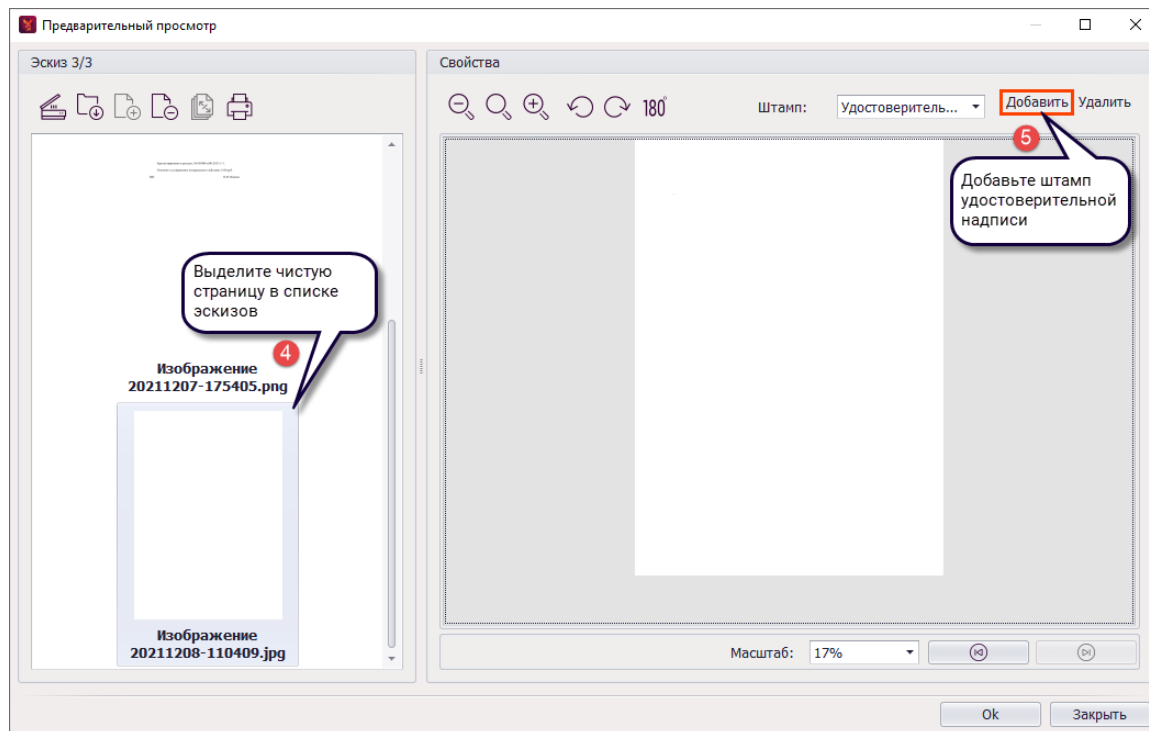 Предварительный просмотр
Эскиз 3/3
Свойства
180°
Штамп:
Удостоверитель...
Добавить
Удалить
5
Добавьте штамп
удостоверительной
надписи
Выделите чистую
страницу в списке
эскизов
4
Изображение
20211207-175405.png
Изображение
20211208-110409.jpg
Масштаб:
17%
Ok
Закрыть